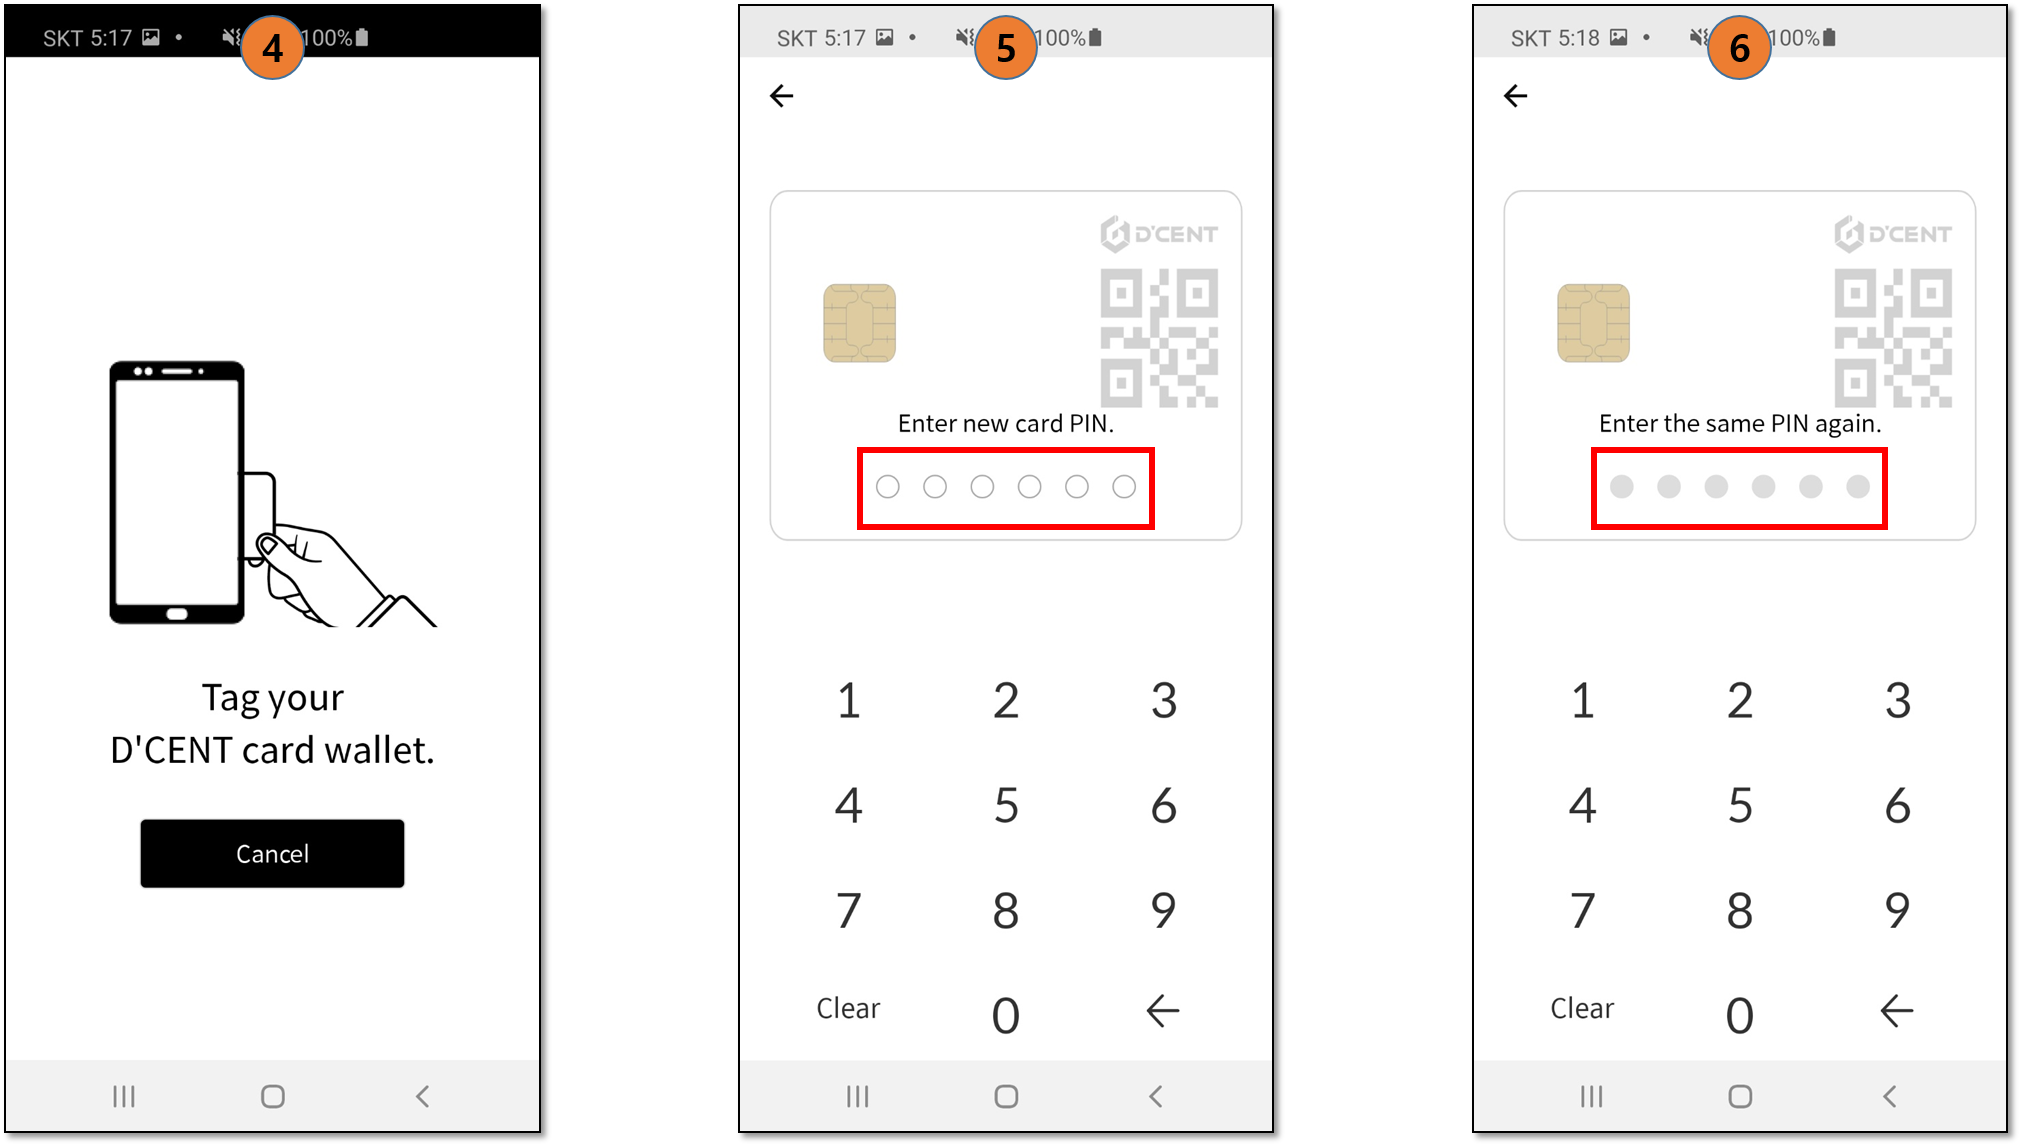 SKT 5:17
4
100%
Tag your
D'CENT card wallet.
Cancel
SKT 5:17
5
100%
D'CENT
Enter new card PIN.
1 2 3
4 5 6
7 8 9
Clear 0
SKT 5:18
6
100%
D'CENT
Enter the same PIN again.
1 2 3
4 5 6
7 8 9
Clear 0